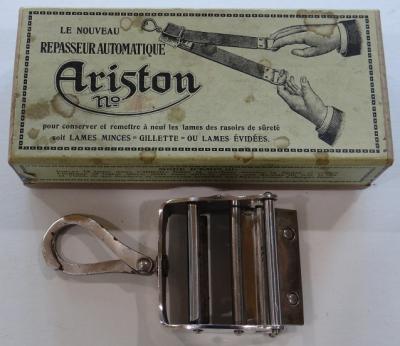 LE NOUVEAU
REPASSEUR AUTOMATIQUE
Ariston
No
pour conserver et remettre à neuf les lames des rasoirs de sûreté
soit LAMES MINCES = GILLETTE - OU LAMES ÉVIDÉES.